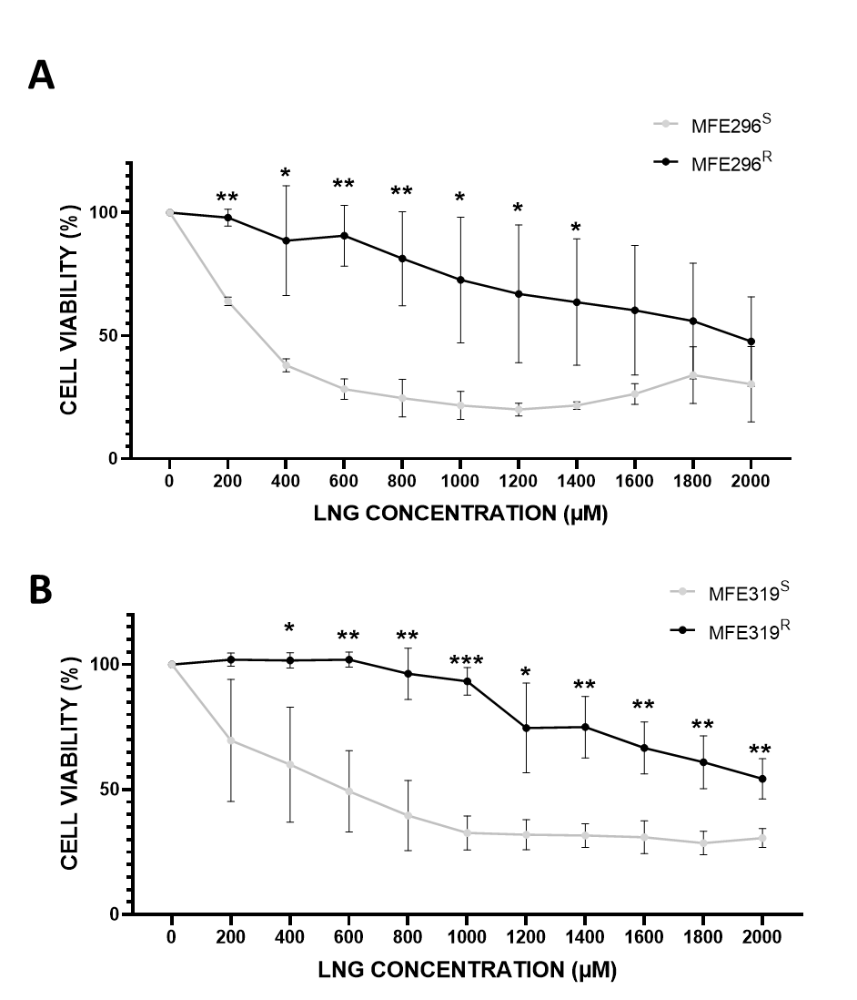 A
MFE296S
MFE296R
** * ** ** * * *
CELL VIABILITY (%)
100
50
0
0 200 400 600 800 1000 1200 1400 1600 1800 2000
LNG CONCENTRATION (µM)
B
MFE319S
MFE319R
* ** ** *** * ** ** ** **
CELL VIABILITY (%)
100
50
0
0 200 400 600 800 1000 1200 1400 1600 1800 2000
LNG CONCENTRATION (µM)